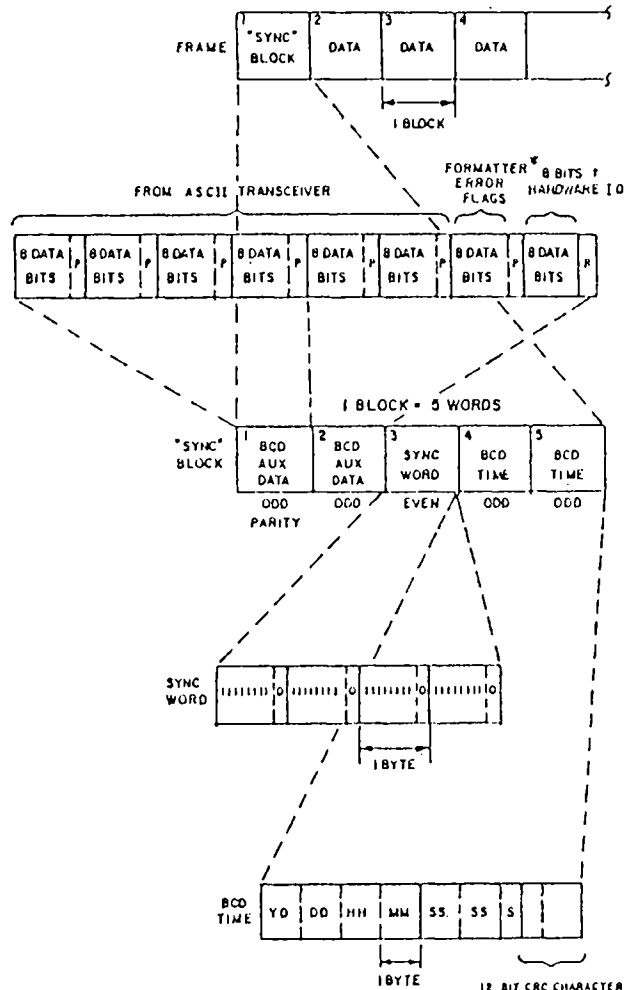 FRAME
1 "SYNC" BLOCK
2 DATA
3 DATA
4 DATA
1 BLOCK
FROM ASCII TRANSCEIVER
FORMATTER* ERROR FLAGS
8 BITS †
HARDWARE I D
8 DATA BITS P
8 DATA BITS P
8 DATA BITS P
8 DATA BITS P
8 DATA BITS P
8 DATA BITS P
8 DATA BITS P
8 DATA BITS P
1 BLOCK = 5 WORDS
"SYNC" BLOCK
1 BCD AUX DATA
2 BCD AUX DATA
3 SYNC WORD
4 BCD TIME
5 BCD TIME
ODD ODD EVEN ODD ODD
PARITY
SYNC WORD
11111111 0 11111111 0 11111111 0 11111111 0
1 BYTE
BCD TIME
YD DD HH MM SS. SS S
1 BYTE
12 BIT CRC CHARACTER